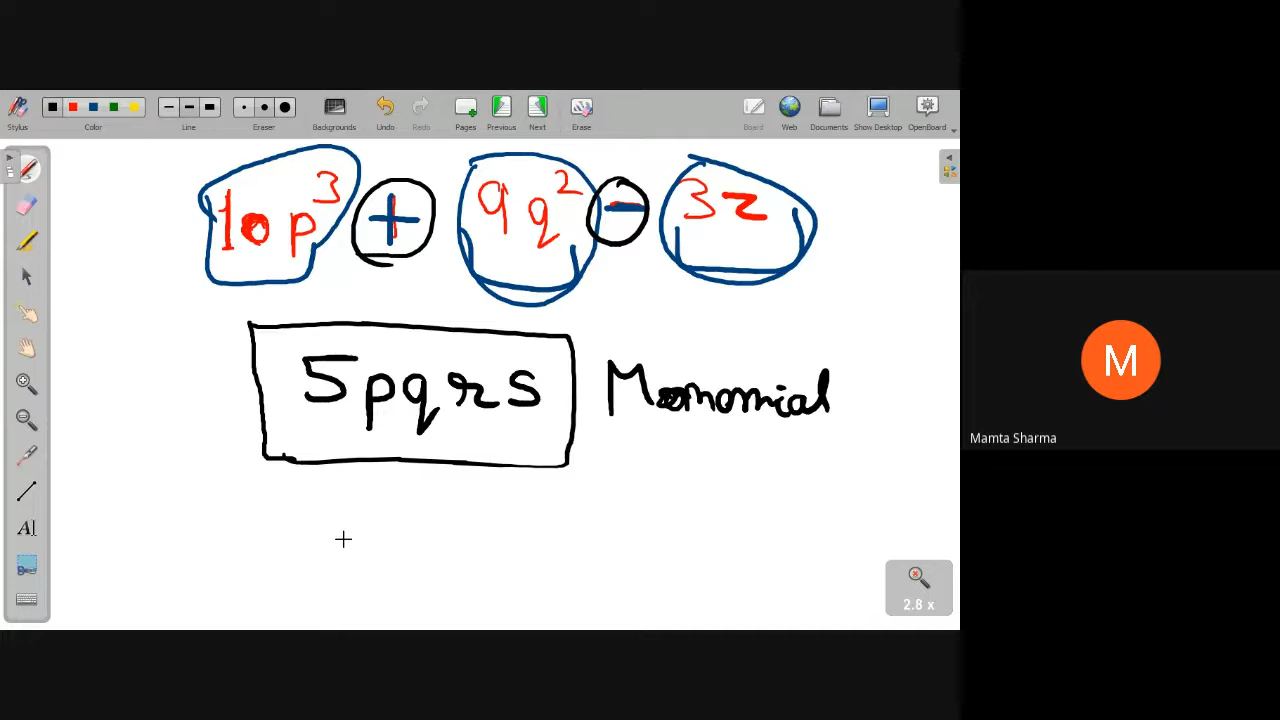 Stylus Color Line Eraser Backgrounds Undo Redo Pages Previous Next Erase Board Web Documents Show Desktop OpenBoard
10p³ + 9q² - 3z
5pqrs Monomial
M
Mamta Sharma
A
2.8 x